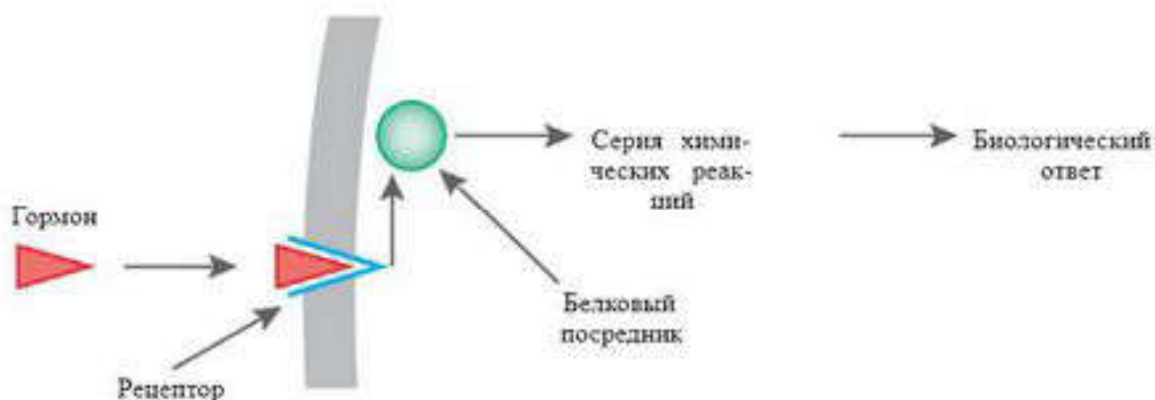 Гормон
Рецептор
Серия хими-
ческих реак-
ций
Белковый
посредник
Биологический
ответ